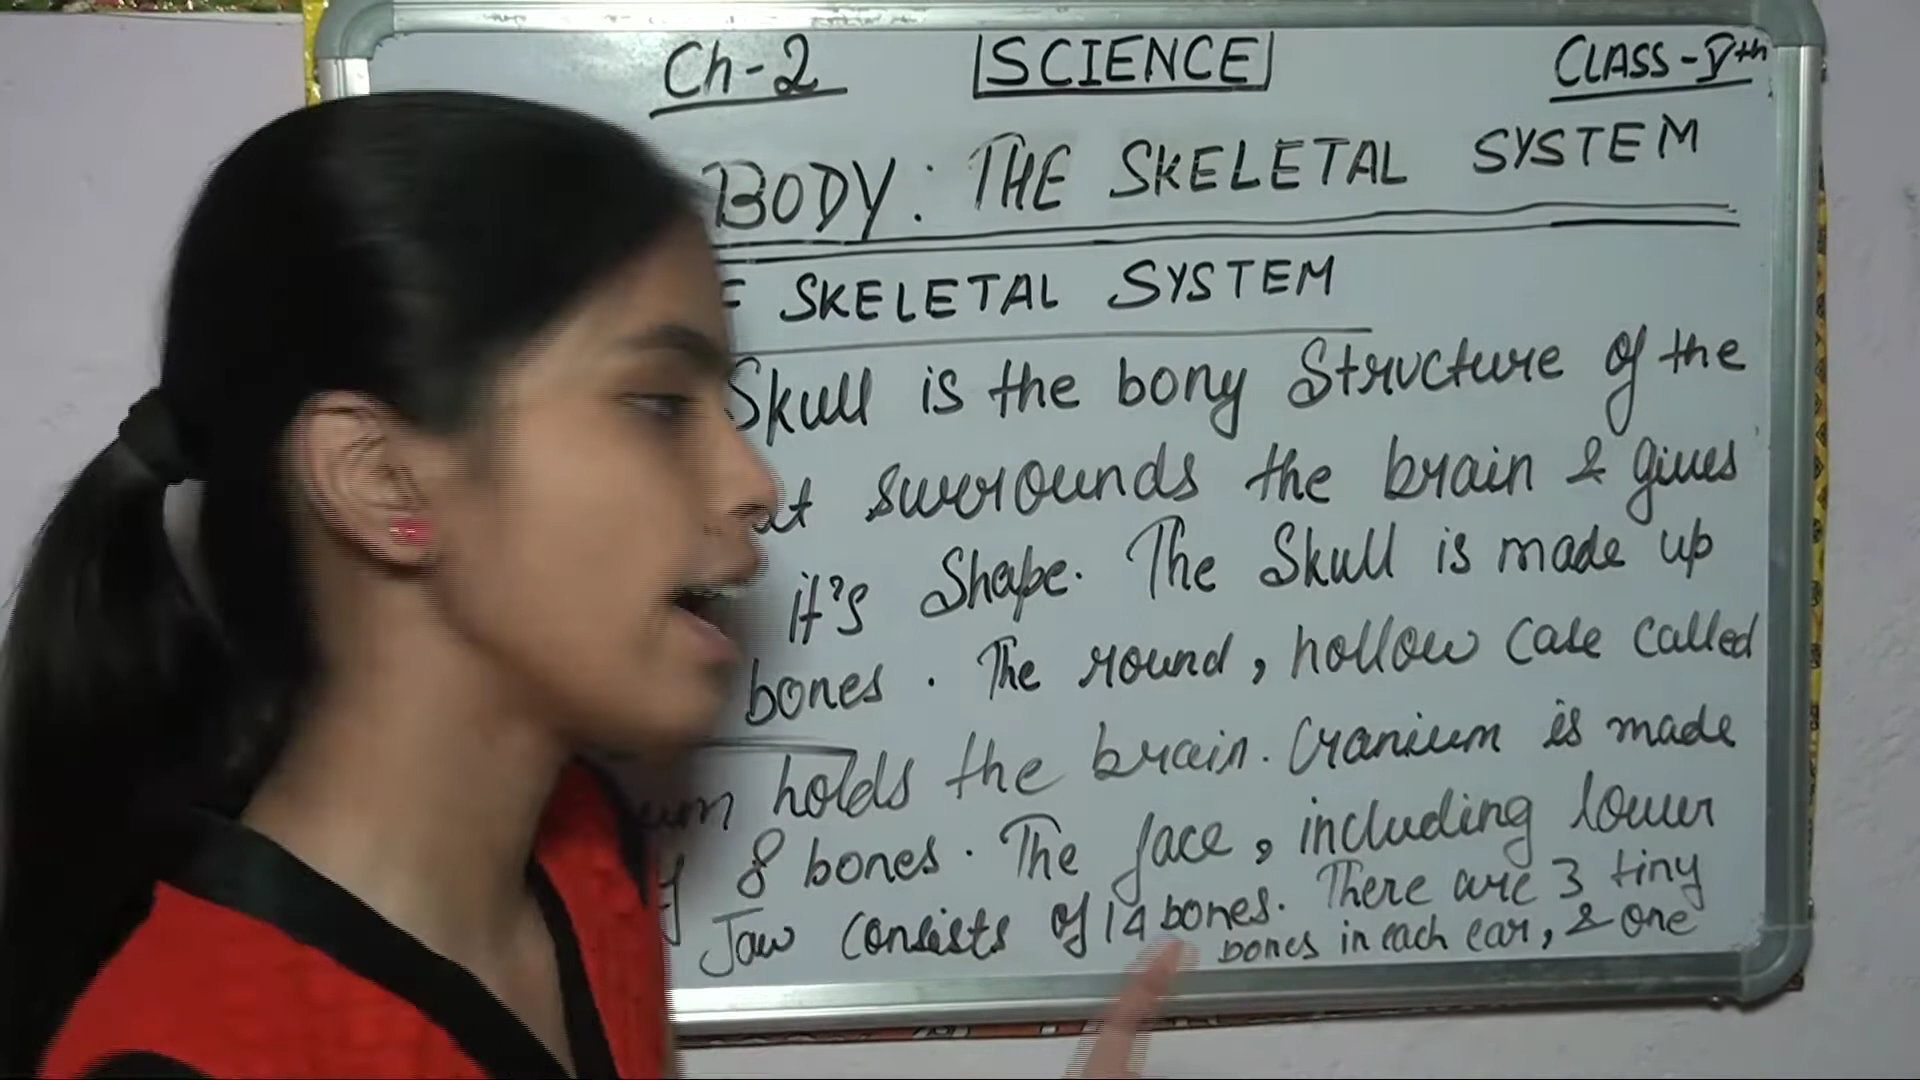 Ch-2 SCIENCE CLASS-Vth
BODY: THE SKELETAL SYSTEM
SKELETAL SYSTEM
Skull is the bony Structure of the
surrounds the brain & gives
it's Shape. The Skull is made up
bones. The round, hollow case called
holds the brain. Cranium is made
8 bones. The face, including lower
Jaw consists of 14 bones. There are 3 tiny
bones in each ear, & one